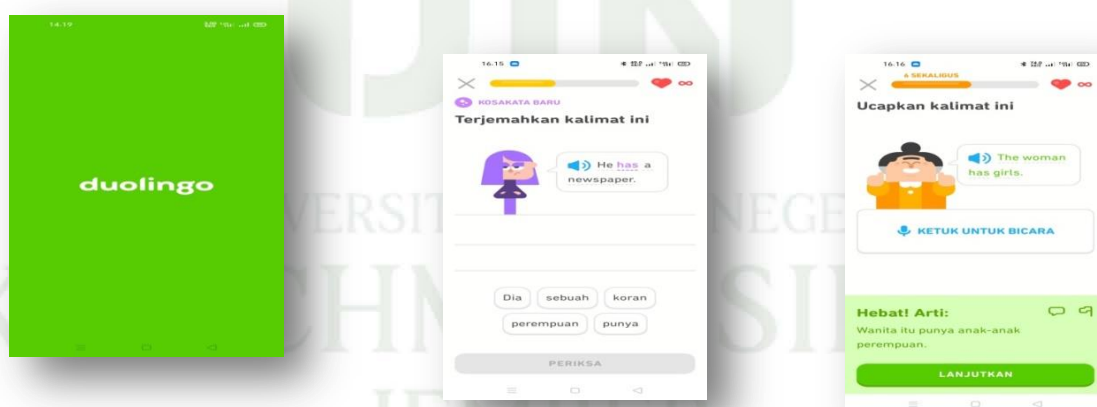 14.19
duolingo
16.15
KOSAKATA BARU
Terjemahkan kalimat ini
He has a
newspaper.
Dia sebuah koran
perempuan punya
PERIKSA
16.16
6 SEKALIGUS
Ucapkan kalimat ini
The woman
has girls.
KETUK UNTUK BICARA
Hebat! Arti:
Wanita itu punya anak-anak
perempuan.
LANJUTKAN